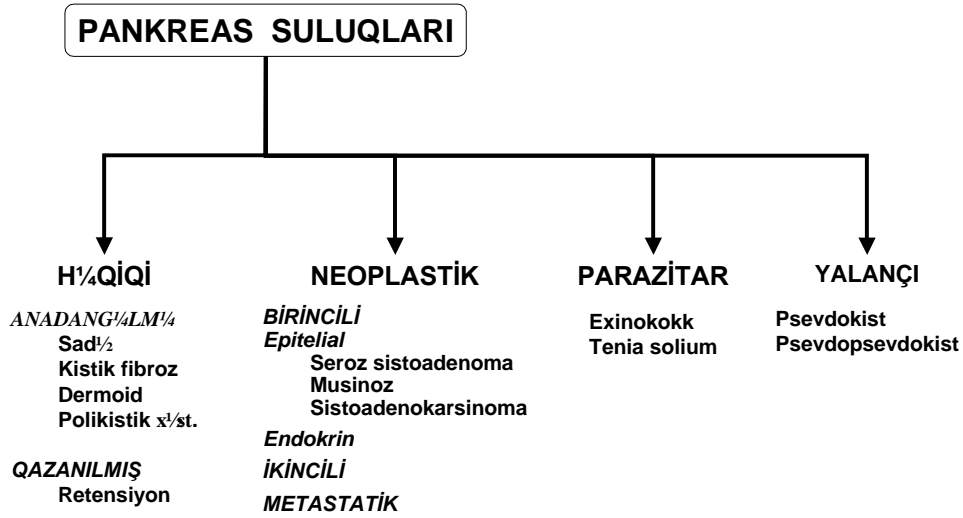 PANKREAS SULUQLARI
H¼QİQİ
ANADANG¼LM¼
Sad½
Kistik fibroz
Dermoid
Polikistik x½st.
QAZANILMIŞ
Retensiyon
NEOPLASTİK
BİRİNCİLİ
Epitelial
Seroz sistoadenoma
Musinoz
Sistoadenokarsinoma
Endokrin
İKİNCİLİ
METASTATİK
PARAZİTAR
Exinokokk
Tenia solium
YALANÇI
Psevdokist
Psevdopsevdokist